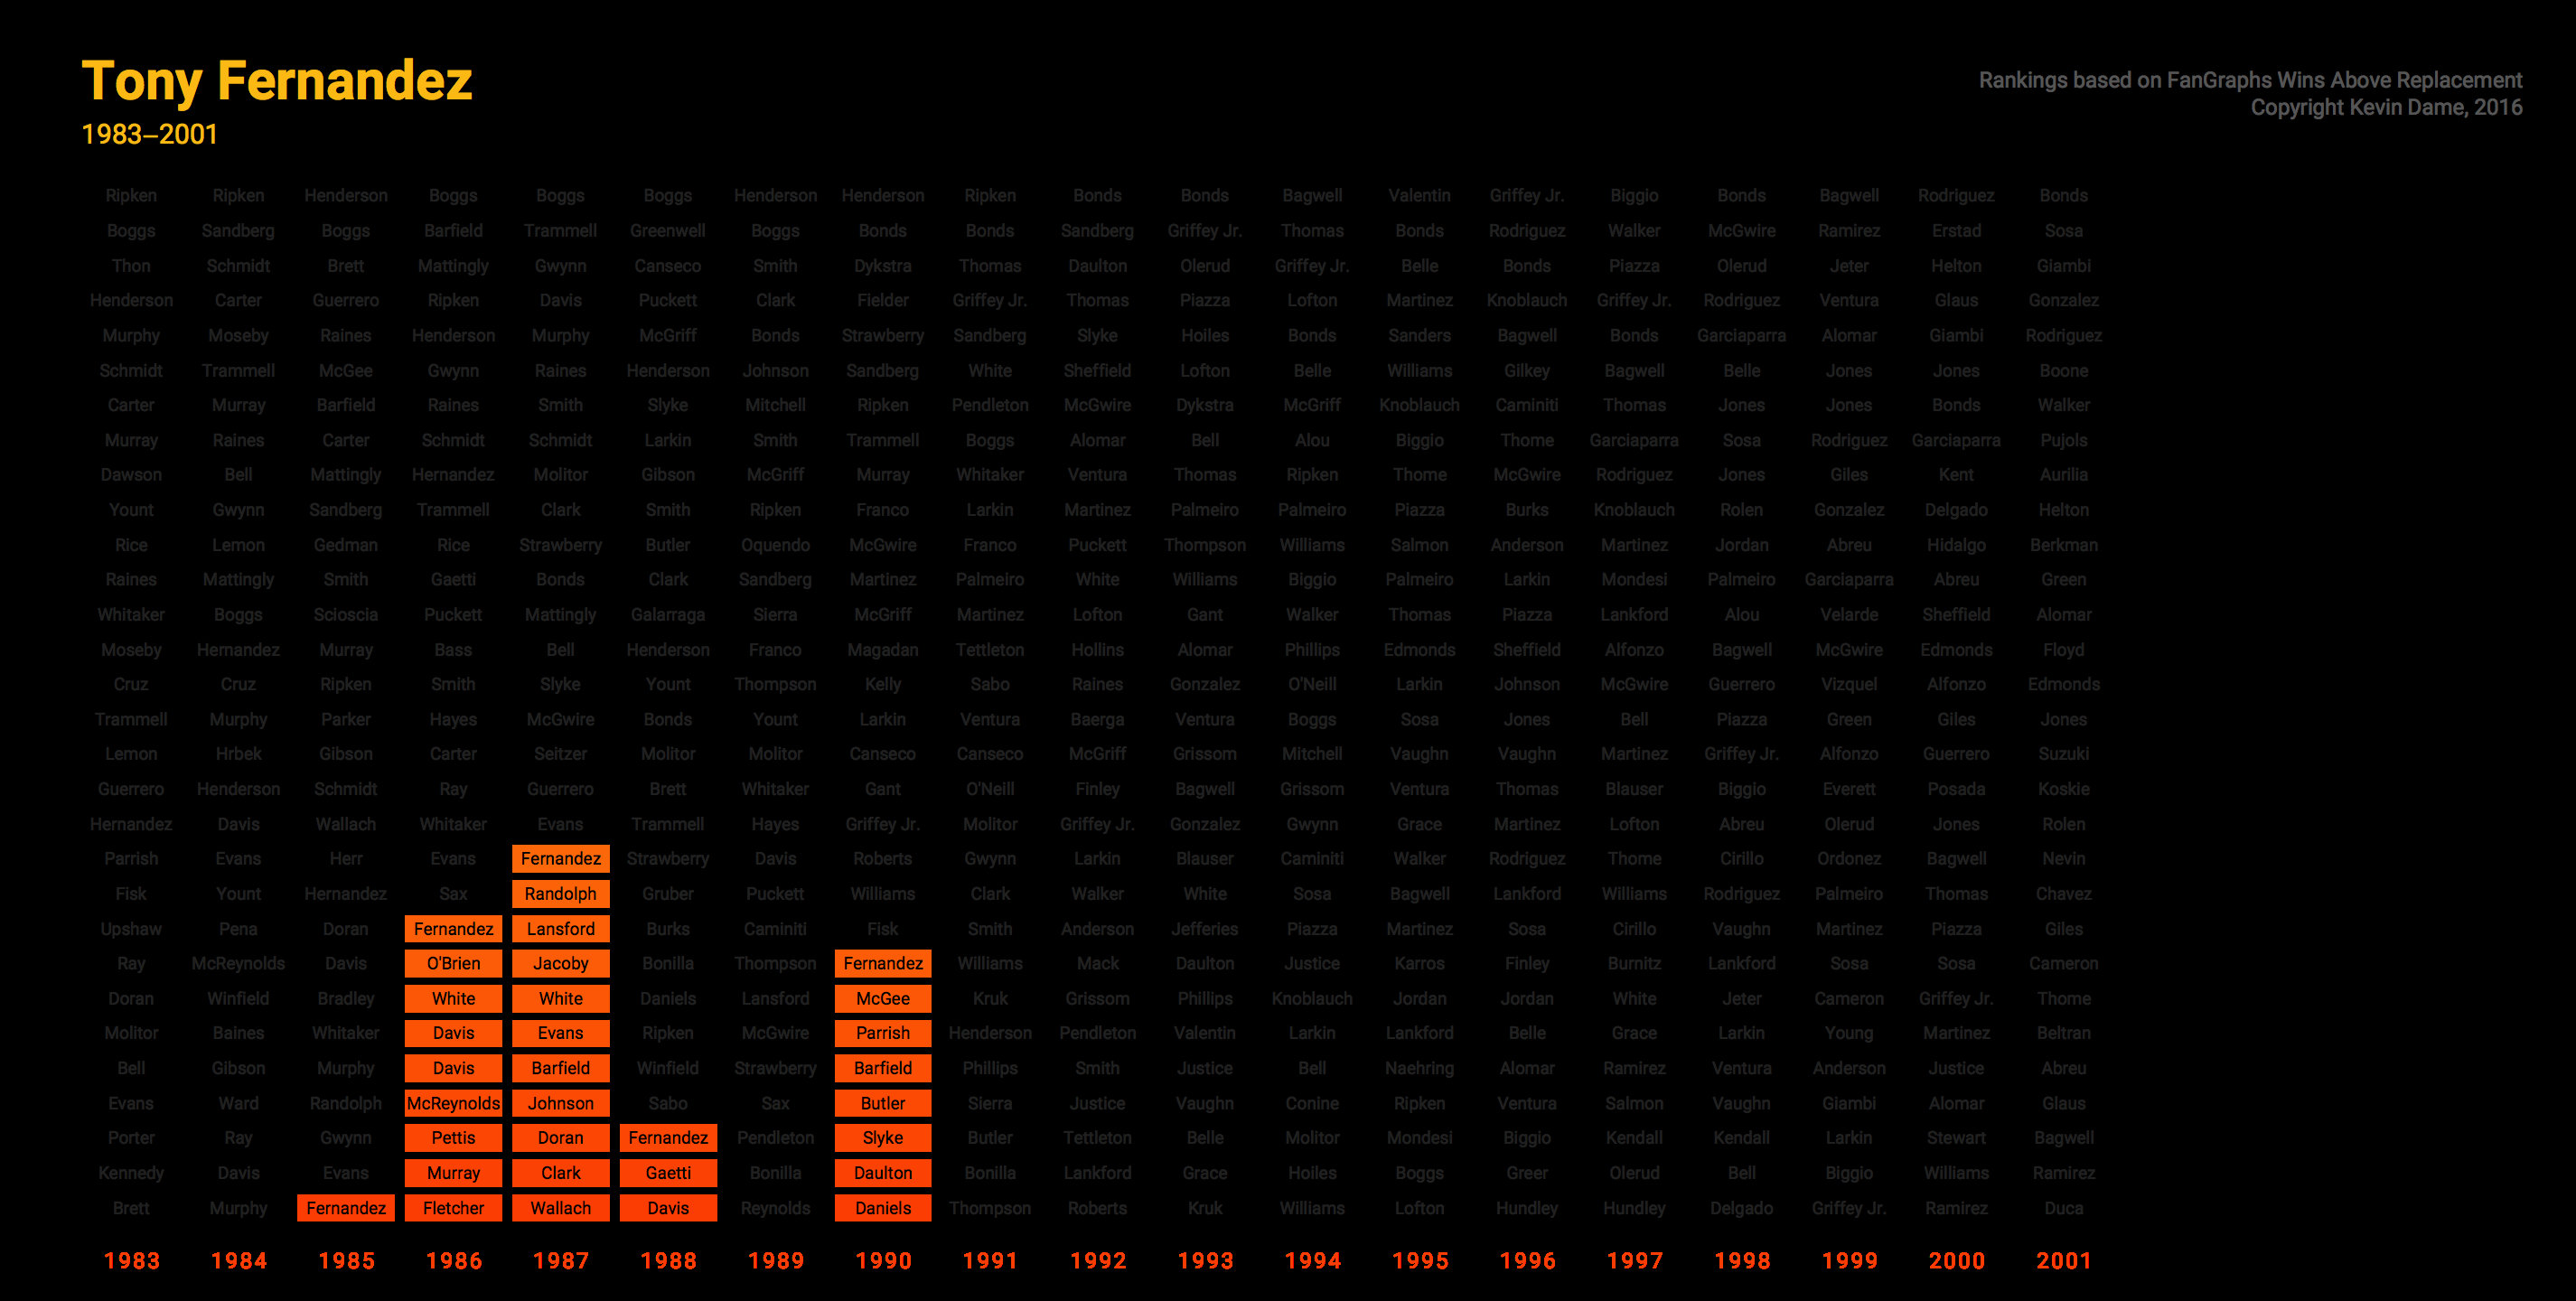 Tony Fernandez
1983–2001
Rankings based on FanGraphs Wins Above Replacement
Copyright Kevin Dame, 2016
Ripken Ripken Henderson Boggs Boggs Boggs Henderson Henderson Ripken Bonds Bonds Bagwell Valentin Griffey Jr. Biggio Bonds Bagwell Rodriguez Bonds
Boggs Sandberg Boggs Barfield Trammell Greenwell Boggs Bonds Bonds Sandberg Griffey Jr. Thomas Bonds Rodriguez Walker McGwire Ramirez Erstad Sosa
Thon Schmidt Brett Mattingly Gwynn Canseco Smith Dykstra Thomas Daulton Olerud Griffey Jr. Belle Bonds Piazza Olerud Jeter Helton Giambi
Henderson Carter Guerrero Ripken Davis Puckett Clark Fielder Griffey Jr. Thomas Piazza Lofton Martinez Knoblauch Griffey Jr. Rodriguez Ventura Glaus Gonzalez
Murphy Moseby Raines Henderson Murphy McGriff Bonds Strawberry Sandberg Slyke Hoiles Bonds Sanders Bagwell Bonds Garciaparra Alomar Giambi Rodriguez
Schmidt Trammell McGee Gwynn Raines Henderson Johnson Sandberg White Sheffield Lofton Belle Williams Gilkey Bagwell Belle Jones Jones Boone
Carter Murray Barfield Raines Smith Slyke Mitchell Ripken Pendleton McGwire Dykstra McGriff Knoblauch Caminiti Thomas Jones Jones Bonds Walker
Murray Raines Carter Schmidt Schmidt Larkin Smith Trammell Boggs Alomar Bell Alou Biggio Thome Garciaparra Sosa Rodriguez Garciaparra Pujols
Dawson Bell Mattingly Hernandez Molitor Gibson McGriff Murray Whitaker Ventura Thomas Ripken Thome McGwire Rodriguez Jones Giles Kent Aurilia
Yount Gwynn Sandberg Trammell Clark Smith Ripken Franco Larkin Martinez Palmeiro Palmeiro Piazza Burks Knoblauch Rolen Gonzalez Delgado Helton
Rice Lemon Gedman Rice Strawberry Butler Oquendo McGwire Franco Puckett Thompson Williams Salmon Anderson Martinez Jordan Abreu Hidalgo Berkman
Raines Mattingly Smith Gaetti Bonds Clark Sandberg Martinez Palmeiro White Williams Biggio Palmeiro Larkin Mondesi Palmeiro Garciaparra Abreu Green
Whitaker Boggs Scioscia Puckett Mattingly Galarraga Sierra McGriff Martinez Lofton Gant Walker Thomas Piazza Lankford Alou Velarde Sheffield Alomar
Moseby Hernandez Murray Bass Bell Henderson Franco Magadan Tettleton Hollins Alomar Phillips Edmonds Sheffield Alfonzo Bagwell McGwire Edmonds Floyd
Cruz Cruz Ripken Smith Slyke Yount Thompson Kelly Sabo Raines Gonzalez O'Neill Larkin Johnson McGwire Guerrero Vizquel Alfonzo Edmonds
Trammell Murphy Parker Hayes McGwire Bonds Yount Larkin Ventura Baerga Ventura Boggs Sosa Jones Bell Piazza Green Giles Jones
Lemon Hrbek Gibson Carter Seitzer Molitor Molitor Canseco Canseco McGriff Grissom Mitchell Vaughn Vaughn Martinez Griffey Jr. Alfonzo Guerrero Suzuki
Guerrero Henderson Schmidt Ray Guerrero Brett Whitaker Gant O'Neill Finley Bagwell Grissom Ventura Thomas Blauser Biggio Everett Posada Koskie
Hernandez Davis Wallach Whitaker Evans Trammell Hayes Griffey Jr. Molitor Griffey Jr. Gonzalez Gwynn Grace Martinez Lofton Abreu Olerud Jones Rolen
Parrish Evans Herr Evans Fernandez Strawberry Davis Roberts Gwynn Larkin Blauser Caminiti Walker Rodriguez Thome Cirillo Ordonez Bagwell Nevin
Fisk Yount Hernandez Sax Randolph Gruber Puckett Williams Clark Walker White Sosa Bagwell Lankford Williams Rodriguez Palmeiro Thomas Chavez
Upshaw Pena Doran Fernandez Lansford Burks Caminiti Fisk Smith Anderson Jefferies Piazza Martinez Sosa Cirillo Vaughn Martinez Piazza Giles
Ray McReynolds Davis O'Brien Jacoby Bonilla Thompson Fernandez Williams Mack Daulton Justice Karros Finley Burnitz Lankford Sosa Sosa Cameron
Doran Winfield Bradley White White Daniels Lansford McGee Kruk Grissom Phillips Knoblauch Jordan Jordan White Jeter Cameron Griffey Jr. Thome
Molitor Baines Whitaker Davis Evans Ripken McGwire Parrish Henderson Pendleton Valentin Larkin Lankford Belle Grace Larkin Young Martinez Beltran
Bell Gibson Murphy Davis Barfield Winfield Strawberry Barfield Phillips Smith Justice Bell Naehring Alomar Ramirez Ventura Anderson Justice Abreu
Evans Ward Randolph McReynolds Johnson Sabo Sax Butler Sierra Justice Vaughn Conine Ripken Ventura Salmon Vaughn Giambi Alomar Glaus
Porter Ray Gwynn Pettis Doran Fernandez Pendleton Slyke Butler Tettleton Belle Molitor Mondesi Biggio Kendall Kendall Larkin Stewart Bagwell
Kennedy Davis Evans Murray Clark Gaetti Bonilla Daulton Bonilla Lankford Grace Hoiles Boggs Greer Olerud Bell Biggio Williams Ramirez
Brett Murphy Fernandez Fletcher Wallach Davis Reynolds Daniels Thompson Roberts Kruk Williams Lofton Hundley Hundley Delgado Griffey Jr. Ramirez Duca
1983 1984 1985 1986 1987 1988 1989 1990 1991 1992 1993 1994 1995 1996 1997 1998 1999 2000 2001